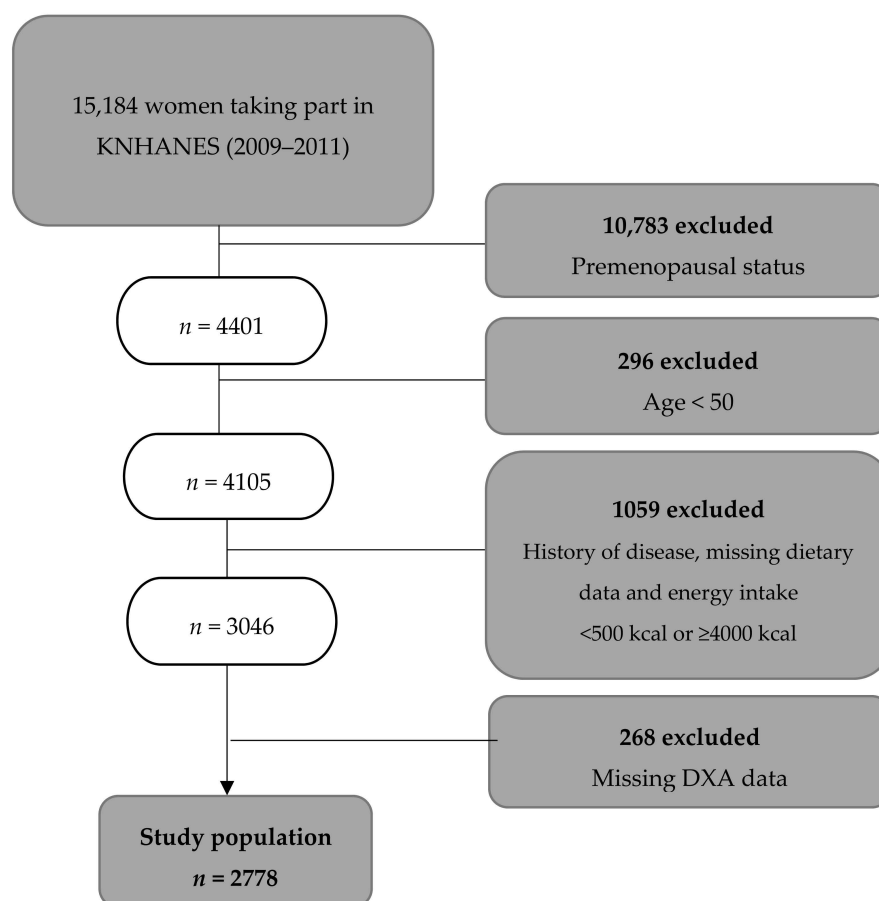 15,184 women taking part in
KNHANES (2009–2011)
10,783 excluded
Premenopausal status
n = 4401
296 excluded
Age < 50
n = 4105
1059 excluded
History of disease, missing dietary
data and energy intake
<500 kcal or ≥4000 kcal
n = 3046
268 excluded
Missing DXA data
Study population
n = 2778